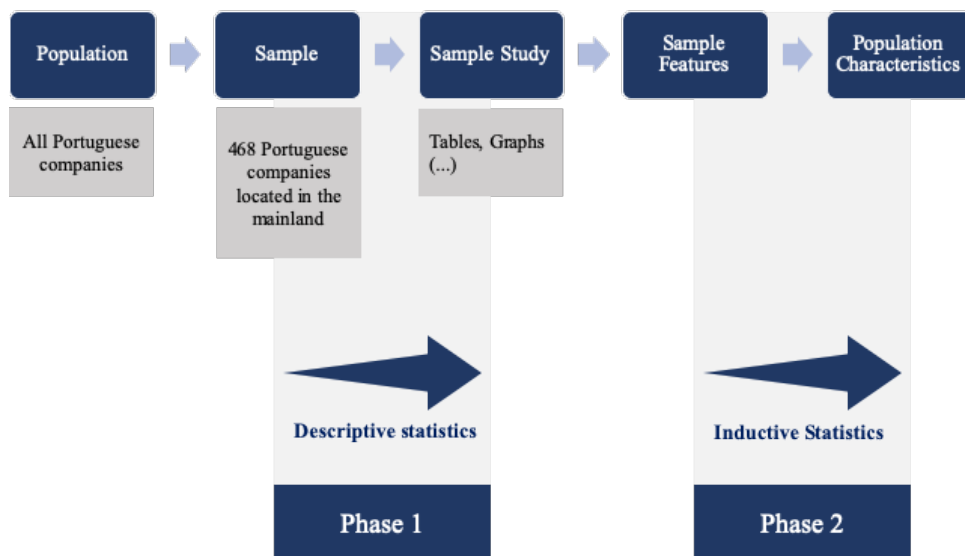 Population
Sample
Sample Study
Sample
Features
Population
Characteristics
All Portuguese
companies
468 Portuguese
companies
located in the
mainland
Tables, Graphs
(...)
Descriptive statistics
Inductive Statistics
Phase 1
Phase 2